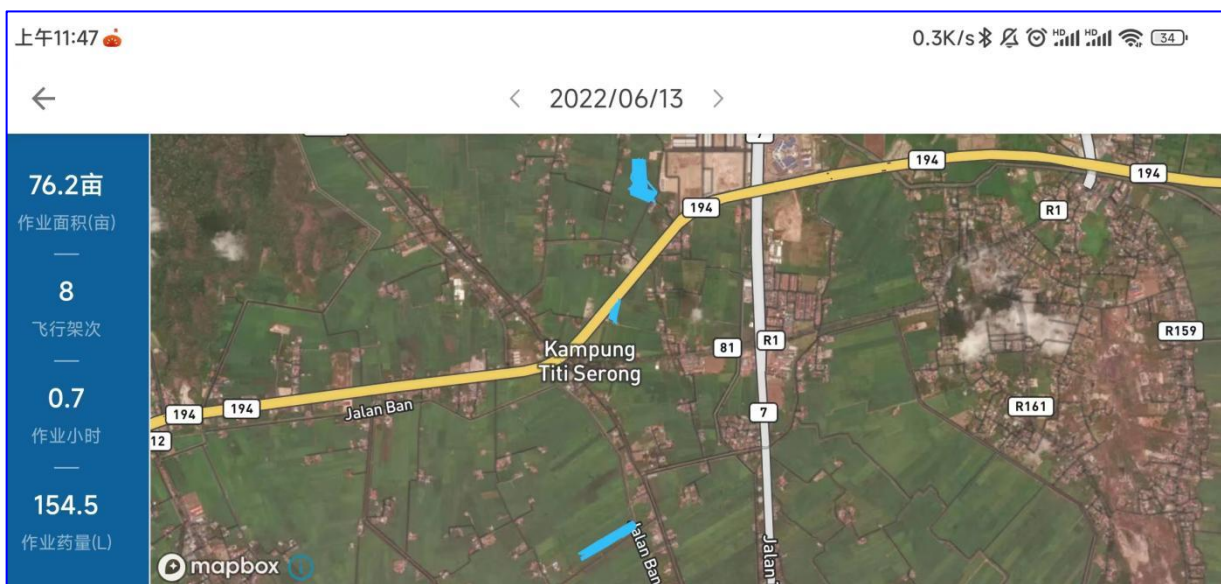 上午11:47
0.3K/s HD HD 34
2022/06/13
76.2亩
作业面积(亩)
8
飞行架次
0.7
作业小时
154.5
作业药量(L)
7
194
194
194
R1
Kampung
Titi Serong
81
R1
R159
194
194
Jalan Ban
7
R161
12
Jalan Ban
Jalan
mapbox